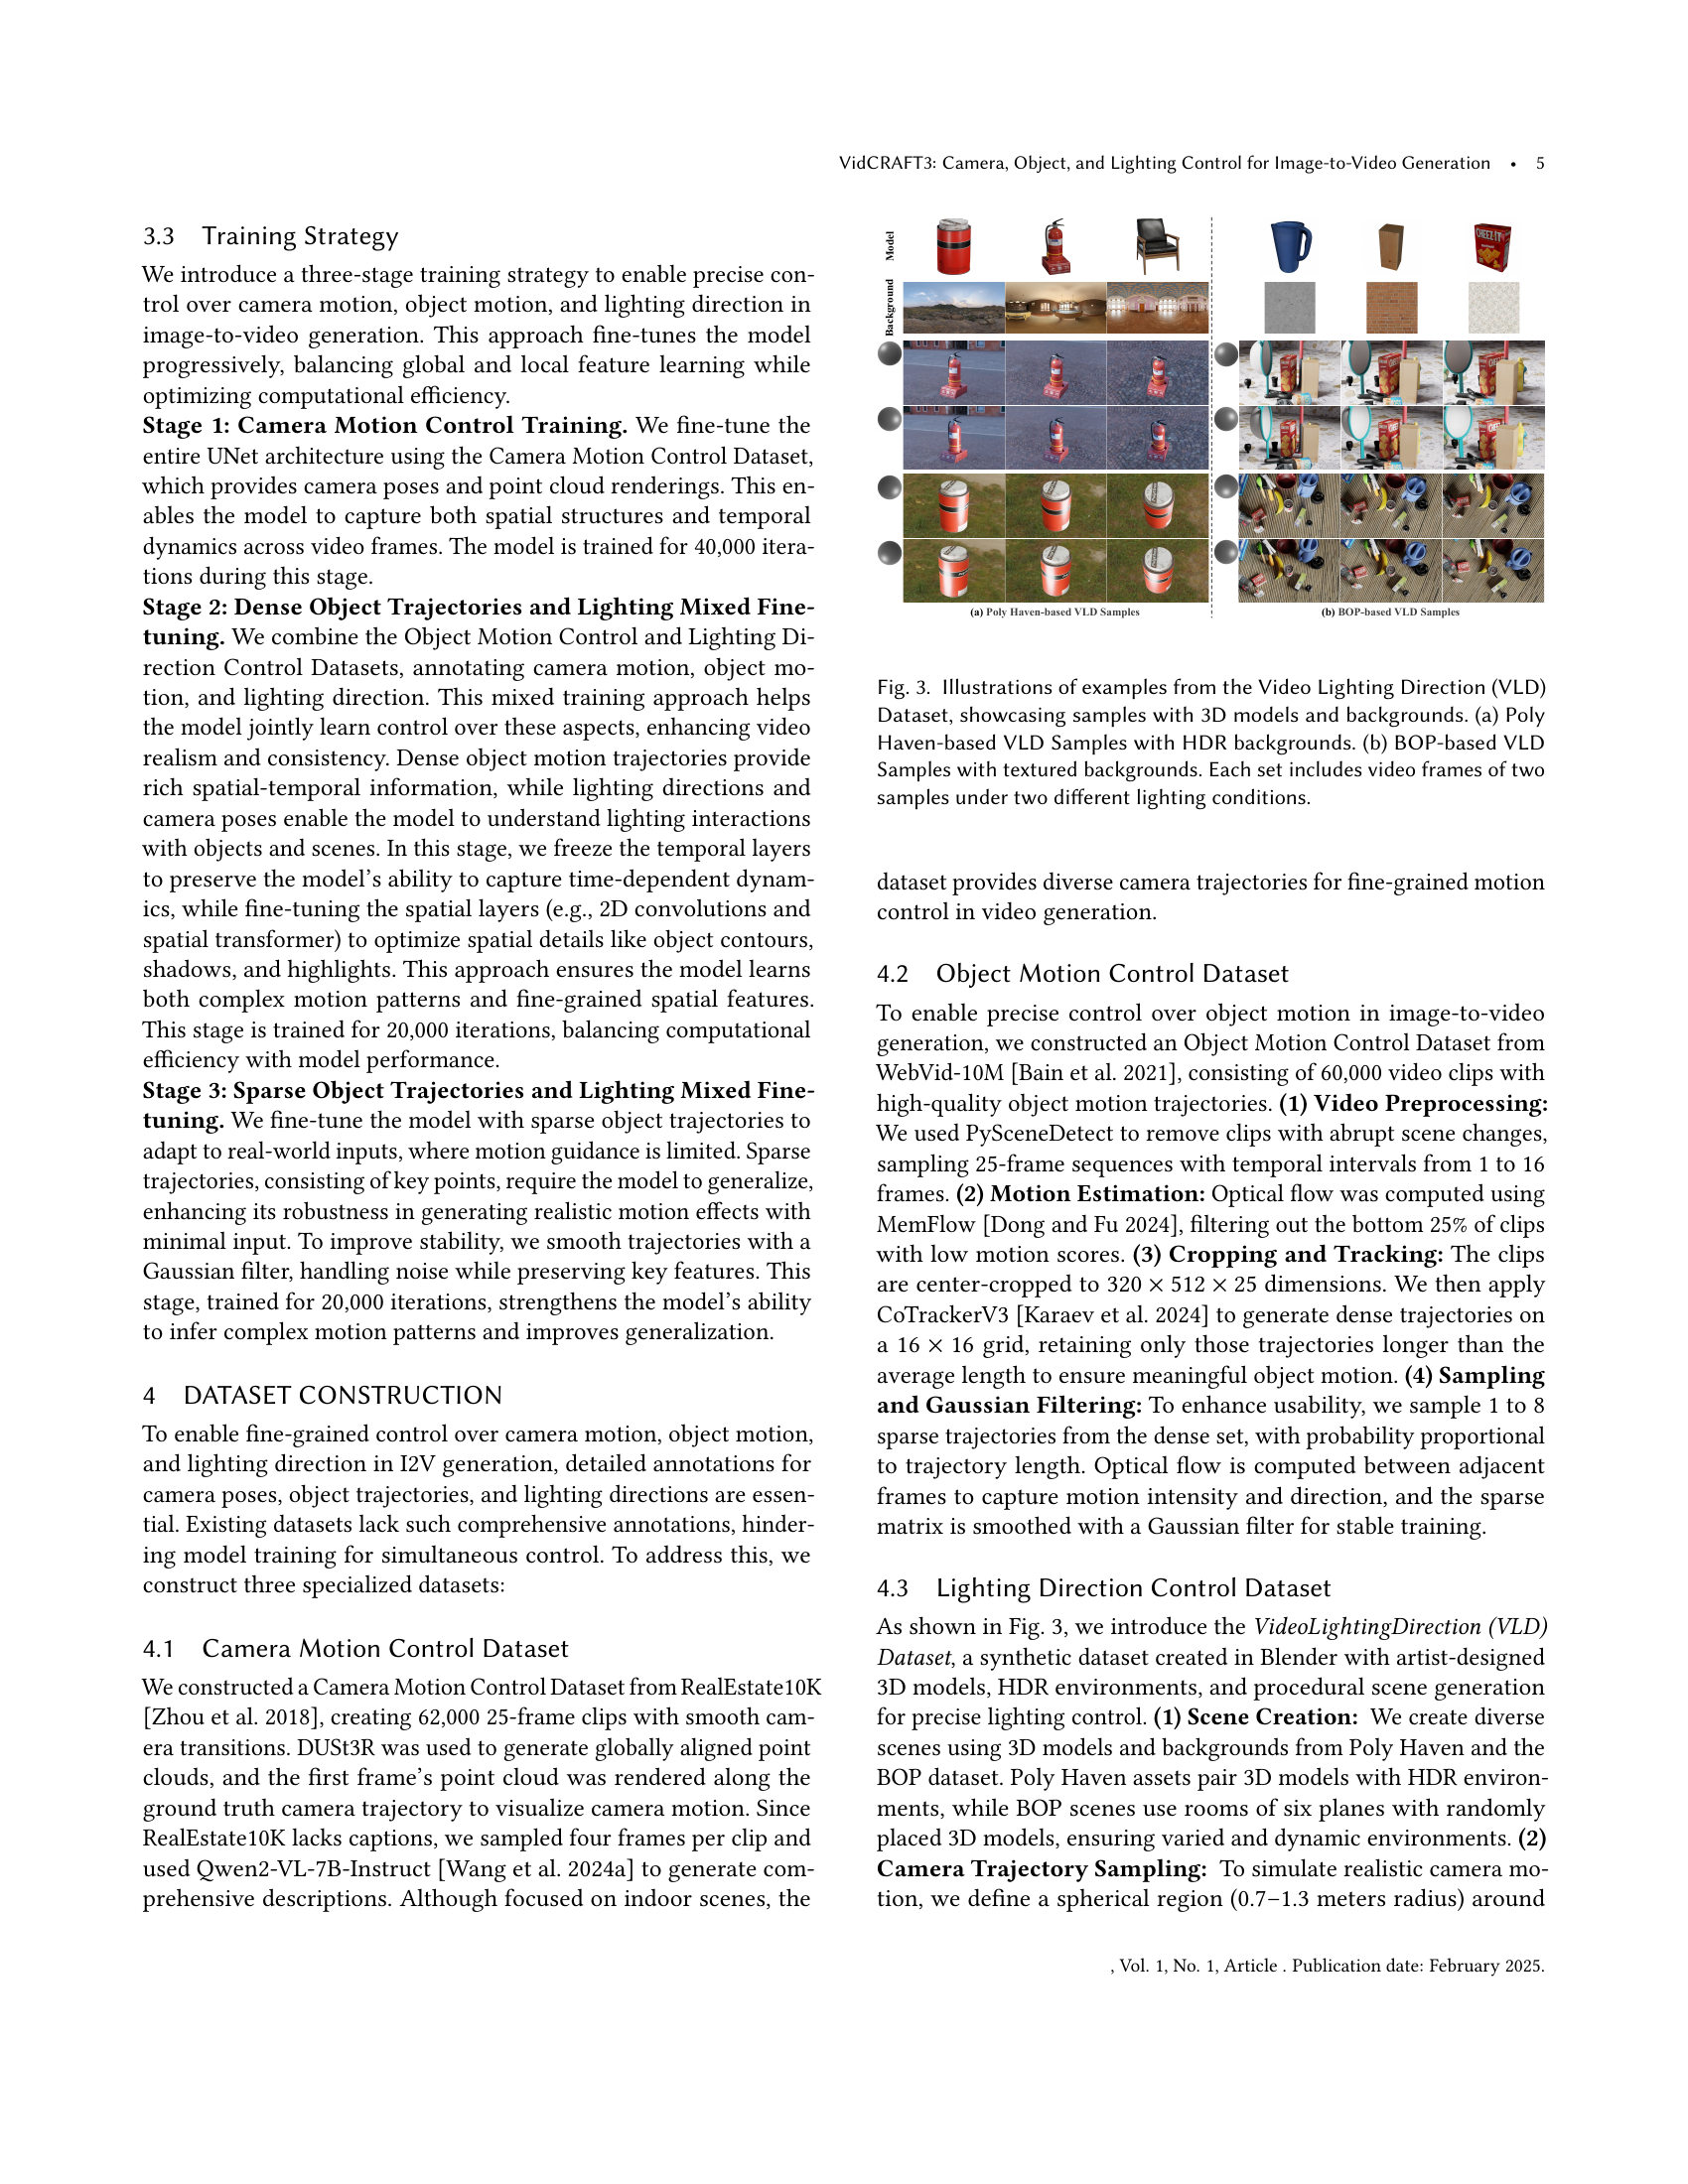 VidCRAFT3: Camera, Object, and Lighting Control for Image-to-Video Generation • 5
3.3 Training Strategy
We introduce a three-stage training strategy to enable precise con-
trol over camera motion, object motion, and lighting direction in
image-to-video generation. This approach fine-tunes the model
progressively, balancing global and local feature learning while
optimizing computational efficiency.
Stage 1: Camera Motion Control Training. We fine-tune the
entire UNet architecture using the Camera Motion Control Dataset,
which provides camera poses and point cloud renderings. This en-
ables the model to capture both spatial structures and temporal
dynamics across video frames. The model is trained for 40,000 itera-
tions during this stage.
Stage 2: Dense Object Trajectories and Lighting Mixed Fine-
tuning. We combine the Object Motion Control and Lighting Di-
rection Control Datasets, annotating camera motion, object mo-
tion, and lighting direction. This mixed training approach helps
the model jointly learn control over these aspects, enhancing video
realism and consistency. Dense object motion trajectories provide
rich spatial-temporal information, while lighting directions and
camera poses enable the model to understand lighting interactions
with objects and scenes. In this stage, we freeze the temporal layers
to preserve the model's ability to capture time-dependent dynam-
ics, while fine-tuning the spatial layers (e.g., 2D convolutions and
spatial transformer) to optimize spatial details like object contours,
shadows, and highlights. This approach ensures the model learns
both complex motion patterns and fine-grained spatial features.
This stage is trained for 20,000 iterations, balancing computational
efficiency with model performance.
Stage 3: Sparse Object Trajectories and Lighting Mixed Fine-
tuning. We fine-tune the model with sparse object trajectories to
adapt to real-world inputs, where motion guidance is limited. Sparse
trajectories, consisting of key points, require the model to generalize,
enhancing its robustness in generating realistic motion effects with
minimal input. To improve stability, we smooth trajectories with a
Gaussian filter, handling noise while preserving key features. This
stage, trained for 20,000 iterations, strengthens the model's ability
to infer complex motion patterns and improves generalization.
4 DATASET CONSTRUCTION
To enable fine-grained control over camera motion, object motion,
and lighting direction in I2V generation, detailed annotations for
camera poses, object trajectories, and lighting directions are essen-
tial. Existing datasets lack such comprehensive annotations, hinder-
ing model training for simultaneous control. To address this, we
construct three specialized datasets:
4.1 Camera Motion Control Dataset
We constructed a Camera Motion Control Dataset from RealEstate10K
[Zhou et al. 2018], creating 62,000 25-frame clips with smooth cam-
era transitions. DUSt3R was used to generate globally aligned point
clouds, and the first frame's point cloud was rendered along the
ground truth camera trajectory to visualize camera motion. Since
RealEstate10K lacks captions, we sampled four frames per clip and
used Qwen2-VL-7B-Instruct [Wang et al. 2024a] to generate com-
prehensive descriptions. Although focused on indoor scenes, the
Model
Background
CHEEZ-IT
(a) Poly Haven-based VLD Samples
(b) BOP-based VLD Samples
Fig. 3. Illustrations of examples from the Video Lighting Direction (VLD)
Dataset, showcasing samples with 3D models and backgrounds. (a) Poly
Haven-based VLD Samples with HDR backgrounds. (b) BOP-based VLD
Samples with textured backgrounds. Each set includes video frames of two
samples under two different lighting conditions.
dataset provides diverse camera trajectories for fine-grained motion
control in video generation.
4.2 Object Motion Control Dataset
To enable precise control over object motion in image-to-video
generation, we constructed an Object Motion Control Dataset from
WebVid-10M [Bain et al. 2021], consisting of 60,000 video clips with
high-quality object motion trajectories. (1) Video Preprocessing:
We used PySceneDetect to remove clips with abrupt scene changes,
sampling 25-frame sequences with temporal intervals from 1 to 16
frames. (2) Motion Estimation: Optical flow was computed using
MemFlow [Dong and Fu 2024], filtering out the bottom 25% of clips
with low motion scores. (3) Cropping and Tracking: The clips
are center-cropped to 320 × 512 × 25 dimensions. We then apply
CoTrackerV3 [Karaev et al. 2024] to generate dense trajectories on
a 16 × 16 grid, retaining only those trajectories longer than the
average length to ensure meaningful object motion. (4) Sampling
and Gaussian Filtering: To enhance usability, we sample 1 to 8
sparse trajectories from the dense set, with probability proportional
to trajectory length. Optical flow is computed between adjacent
frames to capture motion intensity and direction, and the sparse
matrix is smoothed with a Gaussian filter for stable training.
4.3 Lighting Direction Control Dataset
As shown in Fig. 3, we introduce the VideoLightingDirection (VLD)
Dataset, a synthetic dataset created in Blender with artist-designed
3D models, HDR environments, and procedural scene generation
for precise lighting control. (1) Scene Creation: We create diverse
scenes using 3D models and backgrounds from Poly Haven and the
BOP dataset. Poly Haven assets pair 3D models with HDR environ-
ments, while BOP scenes use rooms of six planes with randomly
placed 3D models, ensuring varied and dynamic environments. (2)
Camera Trajectory Sampling: To simulate realistic camera mo-
tion, we define a spherical region (0.7–1.3 meters radius) around
, Vol. 1, No. 1, Article . Publication date: February 2025.